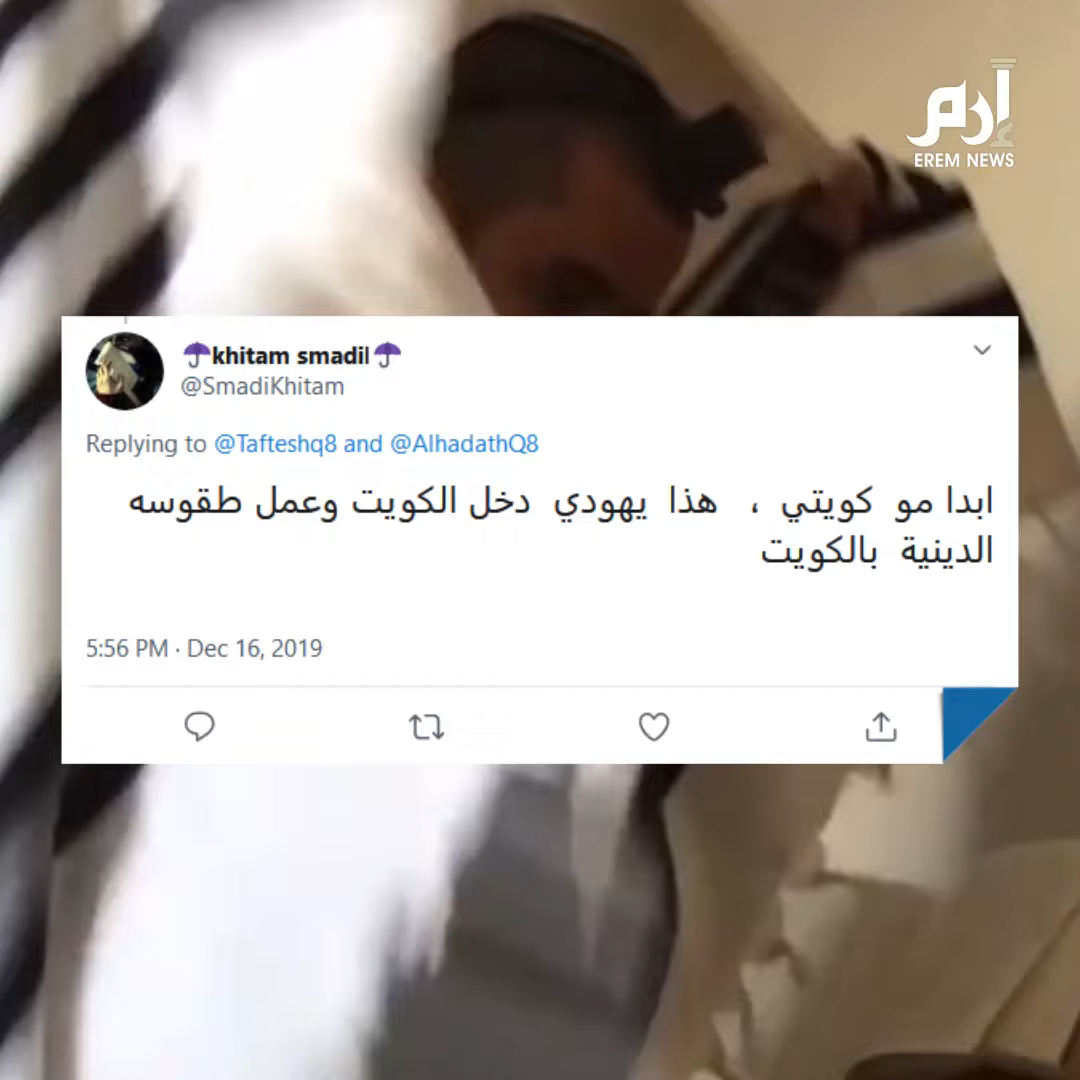 إرم
EREM NEWS
☂khitam smadil☂
@SmadiKhitam
Replying to @Tafteshq8 and @AlhadathQ8
ابدا مو كويتي ، هذا يهودي دخل الكويت وعمل طقوسه
الدينية بالكويت
5:56 PM · Dec 16, 2019